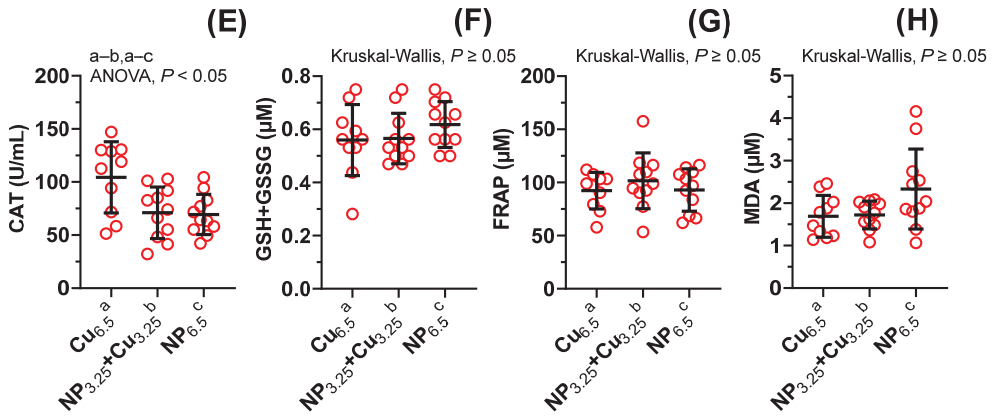 (E)
a–b,a–c
ANOVA, P < 0.05
CAT (U/mL)
200
150
100
50
0
a
Cu6.5
b
NP3.25+Cu3.25
c
NP6.5
(F)
Kruskal-Wallis, P ≥ 0.05
GSH+GSSG (µM)
0.8
0.6
0.4
0.2
0.0
a
Cu6.5
b
NP3.25+Cu3.25
c
NP6.5
(G)
Kruskal-Wallis, P ≥ 0.05
FRAP (µM)
200
150
100
50
0
a
Cu6.5
b
NP3.25+Cu3.25
c
NP6.5
(H)
Kruskal-Wallis, P ≥ 0.05
MDA (µM)
5
4
3
2
1
0
a
Cu6.5
b
NP3.25+Cu3.25
c
NP6.5